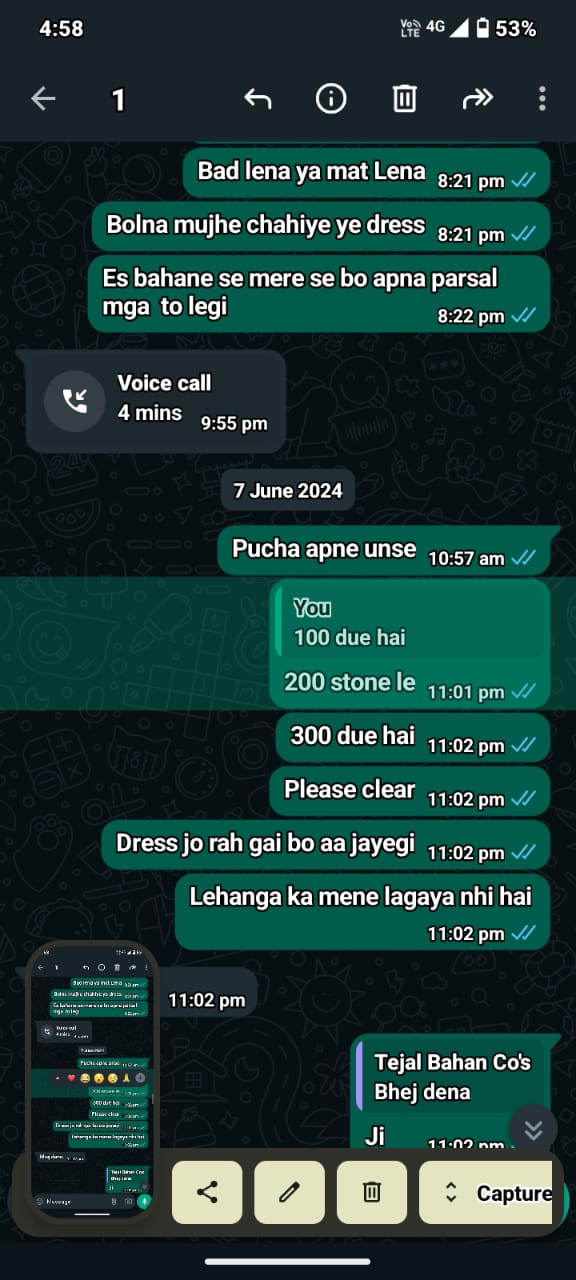 4:58
Vo LTE 4G 53%
1
Bad lena ya mat Lena 8:21 pm
Bolna mujhe chahiye ye dress 8:21 pm
Es bahane se mere se bo apna parsal
mga to legi 8:22 pm
Voice call
4 mins 9:55 pm
7 June 2024
Pucha apne unse 10:57 am
You
100 due hai
200 stone le 11:01 pm
300 due hai 11:02 pm
Please clear 11:02 pm
Dress jo rah gai bo aa jayegi 11:02 pm
Lehanga ka mene lagaya nhi hai
11:02 pm
11:02 pm
Tejal Bahan Co's
Bhej dena
Ji 11:02 pm
Capture